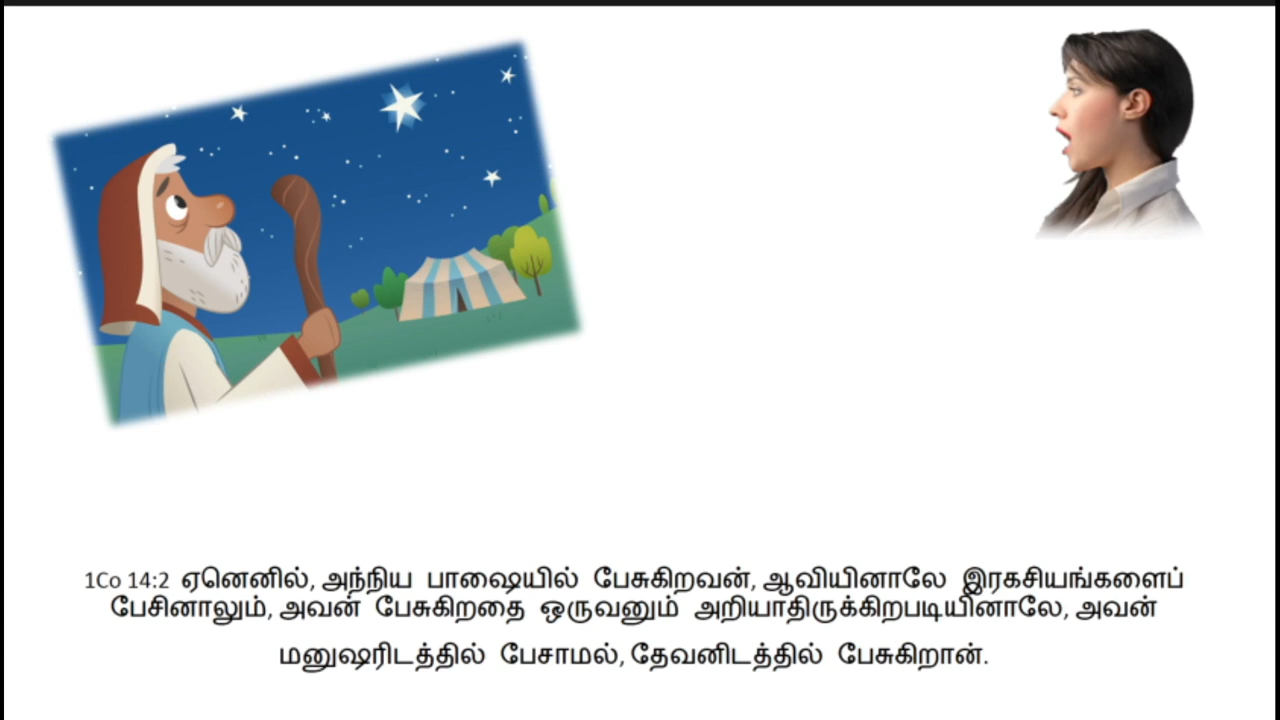 1Co 14:2 ஏனெனில், அந்நிய பாஷையில் பேசுகிறவன், ஆவியினாலே இரகசியங்களைப்
பேசினாலும், அவன் பேசுகிறதை ஒருவனும் அறியாதிருக்கிறபடியினாலே, அவன்
மனுஷரிடத்தில் பேசாமல், தேவனிடத்தில் பேசுகிறான்.